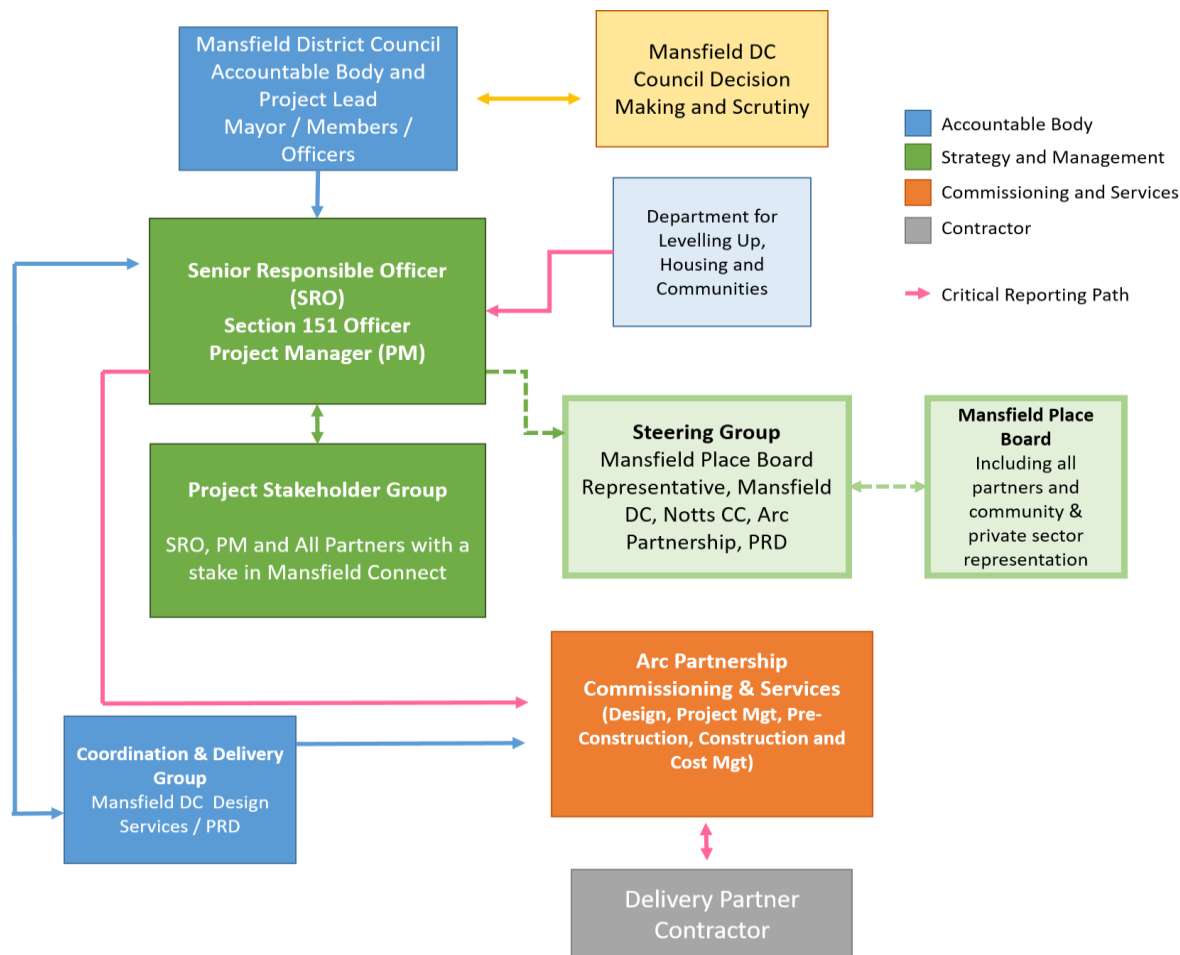 Mansfield District Council
Accountable Body and
Project Lead
Mayor / Members /
Officers
Mansfield DC
Council Decision
Making and Scrutiny
Accountable Body
Strategy and Management
Commissioning and Services
Contractor
Critical Reporting Path
Department for
Levelling Up,
Housing and
Communities
Senior Responsible Officer
(SRO)
Section 151 Officer
Project Manager (PM)
Steering Group
Mansfield Place Board
Representative, Mansfield
DC, Notts CC, Arc
Partnership, PRD
Mansfield Place
Board
Including all
partners and
community &
private sector
representation
Project Stakeholder Group
SRO, PM and All Partners with a
stake in Mansfield Connect
Arc Partnership
Commissioning & Services
(Design, Project Mgt, Pre-
Construction, Construction and
Cost Mgt)
Coordination & Delivery
Group
Mansfield DC Design
Services / PRD
Delivery Partner
Contractor